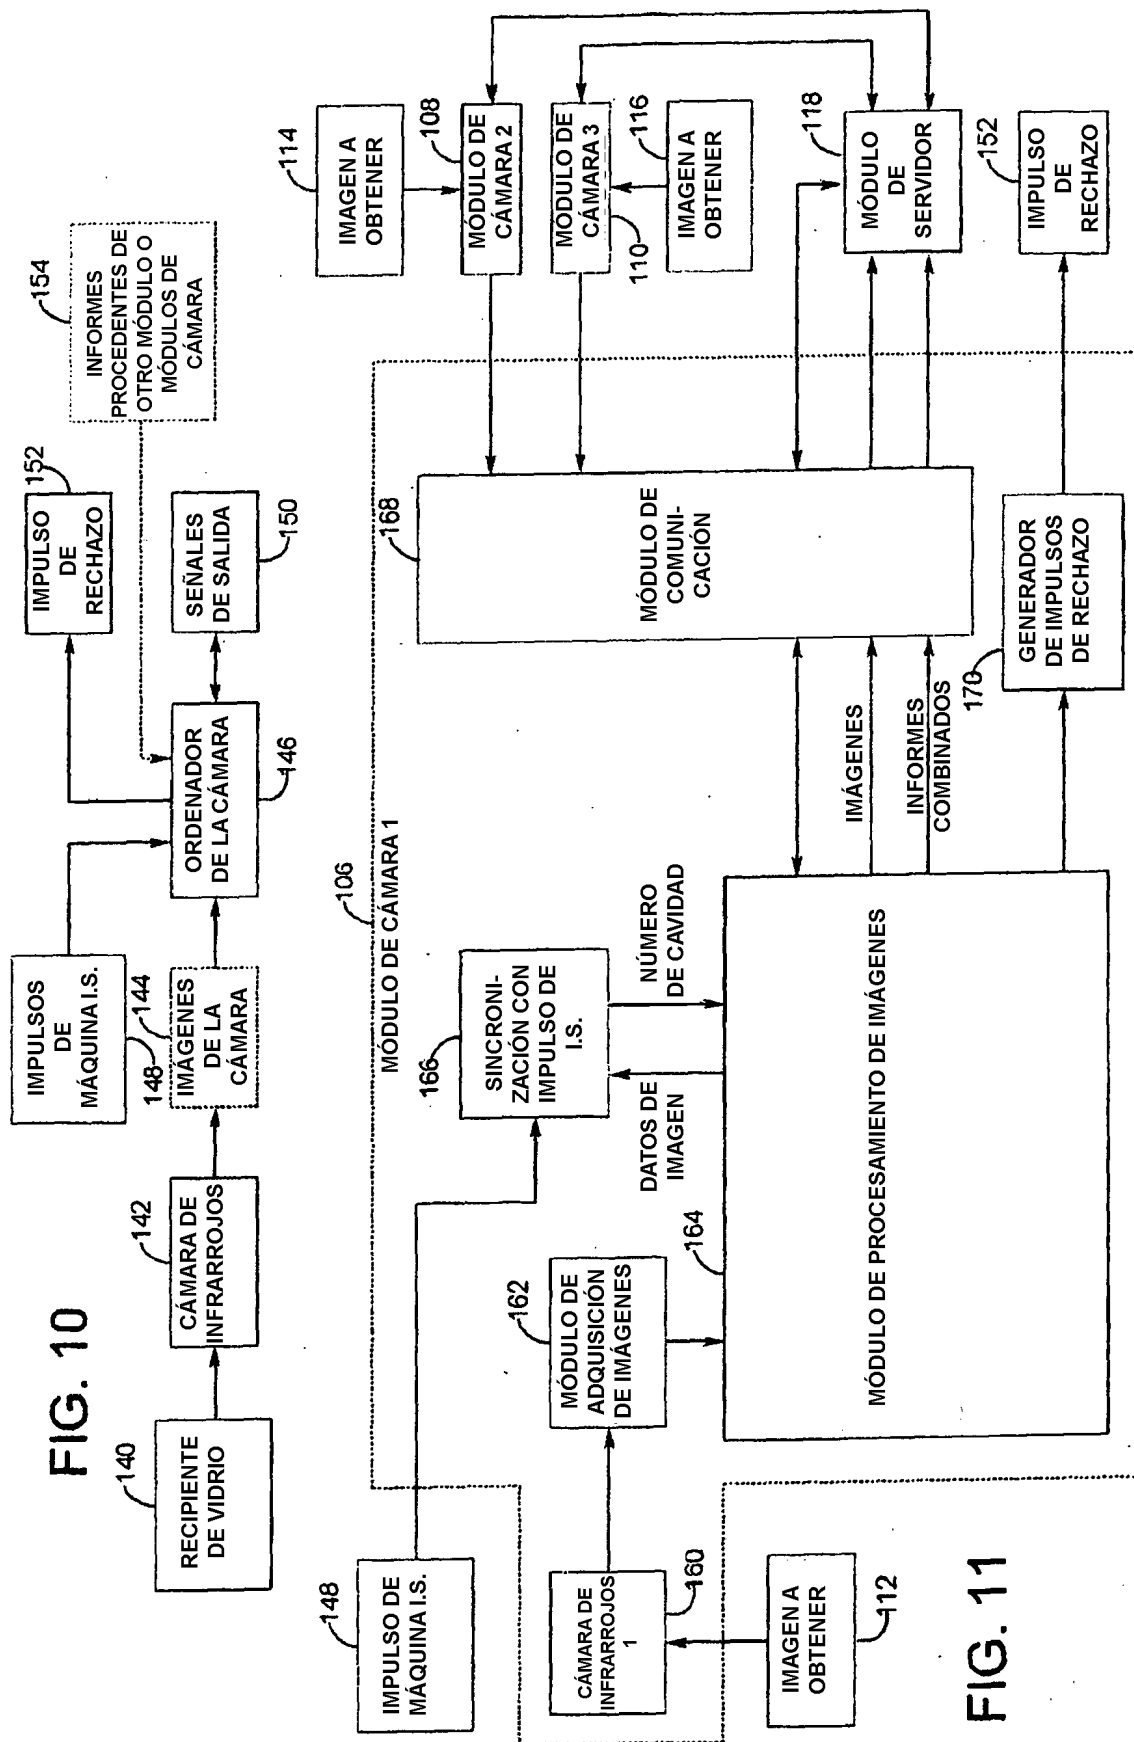 FIG. 10
140
RECIPIENTE
DE VIDRIO
142
CÁMARA DE
INFRARROJOS
144
IMÁGENES
DE LA
CÁMARA
IMPULSOS
DE
MÁQUINA I.S.
148
ORDENADOR
DE LA CÁMARA
146
IMPULSO
DE
RECHAZO
152
SEÑALES
DE SALIDA
150
INFORMES
PROCEDENTES DE
OTRO MÓDULO O
MÓDULOS DE
CÁMARA
154
FIG. 11
148
IMPULSO DE
MÁQUINA I.S.
CÁMARA DE
INFRARROJOS
1
160
IMAGEN A
OBTENER
112
106
MÓDULO DE CÁMARA 1
162
MÓDULO DE
ADQUISICIÓN
DE IMÁGENES
166
SINCRONI-
ZACIÓN CON
IMPULSO DE
I.S.
DATOS DE
IMAGEN
NÚMERO
DE CAVIDAD
164
MÓDULO DE PROCESAMIENTO DE IMÁGENES
IMÁGENES
INFORMES
COMBINADOS
168
MÓDULO DE
COMUNI-
CACIÓN
170
GENERADOR
DE IMPULSOS
DE RECHAZO
114
IMAGEN A
OBTENER
108
MÓDULO DE
CÁMARA 2
MÓDULO DE
CÁMARA 3
110
116
IMAGEN A
OBTENER
118
MÓDULO
DE
SERVIDOR
152
IMPULSO
DE
RECHAZO